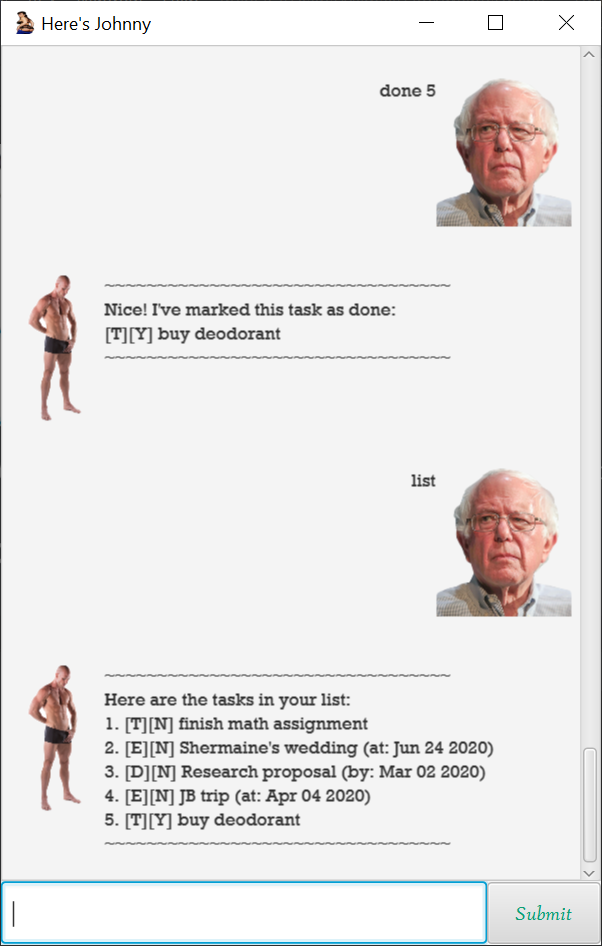 Here's Johnny
done 5
~~~~~~~~~~~~~~~~~~~~~~~~~~~~~~~~~
Nice! I've marked this task as done:
[T][Y] buy deodorant
~~~~~~~~~~~~~~~~~~~~~~~~~~~~~~~~~
list
~~~~~~~~~~~~~~~~~~~~~~~~~~~~~~~~~
Here are the tasks in your list:
1. [T][N] finish math assignment
2. [E][N] Shermaine's wedding (at: Jun 24 2020)
3. [D][N] Research proposal (by: Mar 02 2020)
4. [E][N] JB trip (at: Apr 04 2020)
5. [T][Y] buy deodorant
~~~~~~~~~~~~~~~~~~~~~~~~~~~~~~~~~
Submit